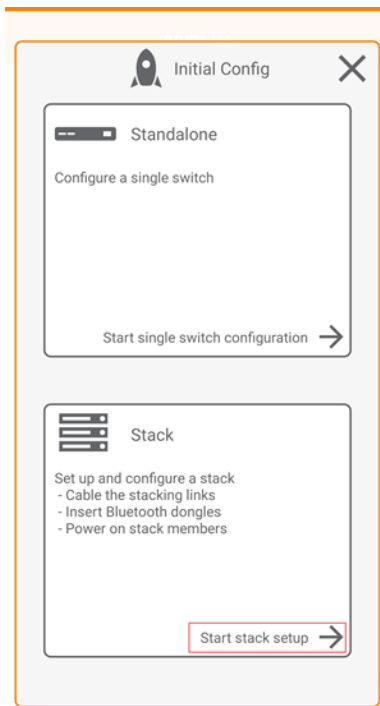 Initial Config
Standalone
Configure a single switch
Start single switch configuration
Stack
Set up and configure a stack
- Cable the stacking links
- Insert Bluetooth dongles
- Power on stack members
Start stack setup